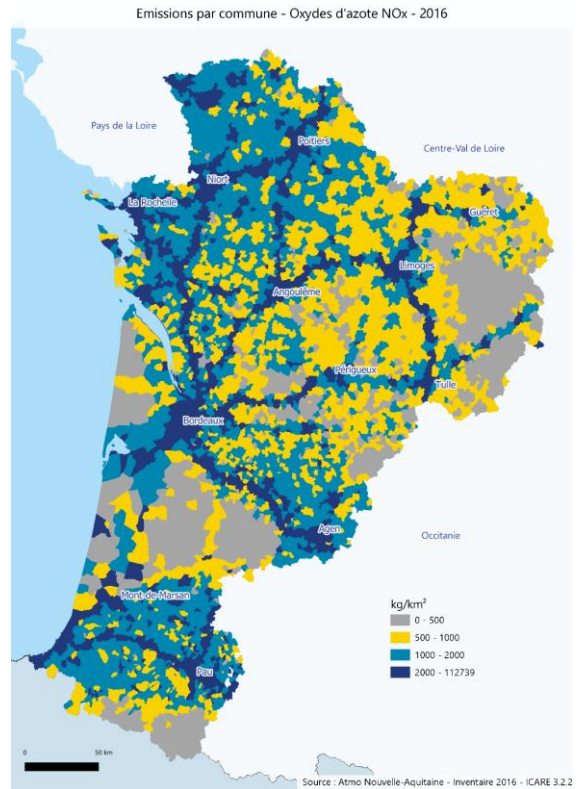 Emissions par commune - Oxydes d'azote NOx - 2016
Pays de la Loire
Poitiers
Centre-Val de Loire
Niort
La Rochelle
Guéret
Limoges
Angoulême
Périgueux
Tulle
Bordeaux
Agen
Occitanie
Mont-de-Marsan
Pau
kg/km²
0 - 500
500 - 1000
1000 - 2000
2000 - 112739
0 50 km
Source : Atmo Nouvelle-Aquitaine - Inventaire 2016 - ICARE 3.2.2